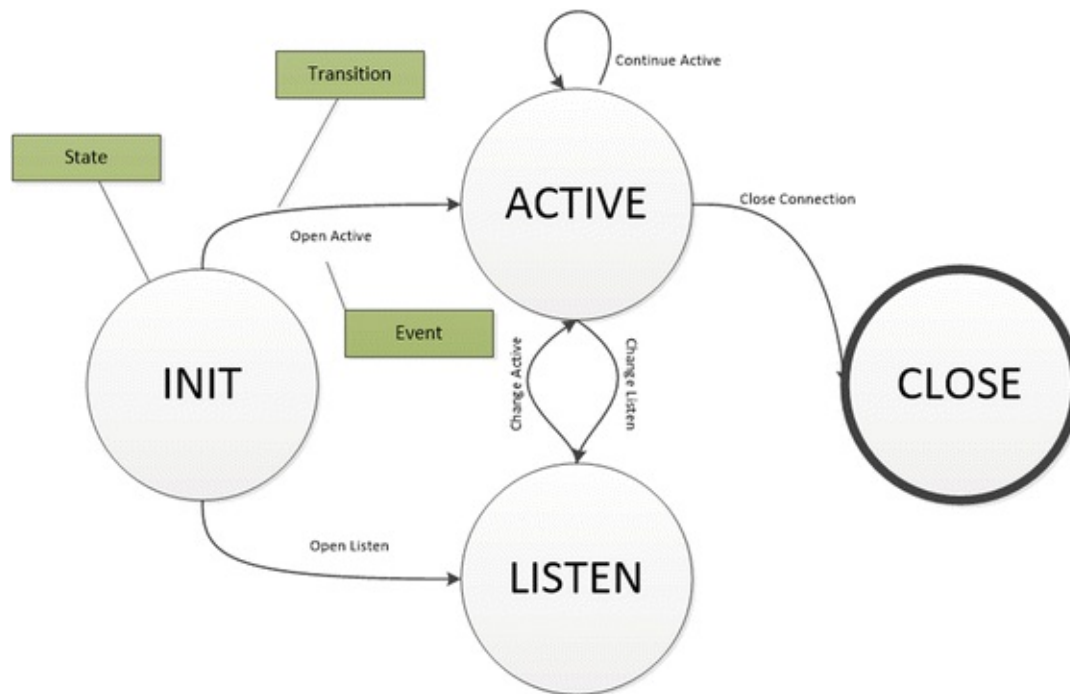 Transition
Continue Active
State
ACTIVE
Close Connection
Open Active
Event
Change Active
Change Listen
INIT
CLOSE
Open Listen
LISTEN